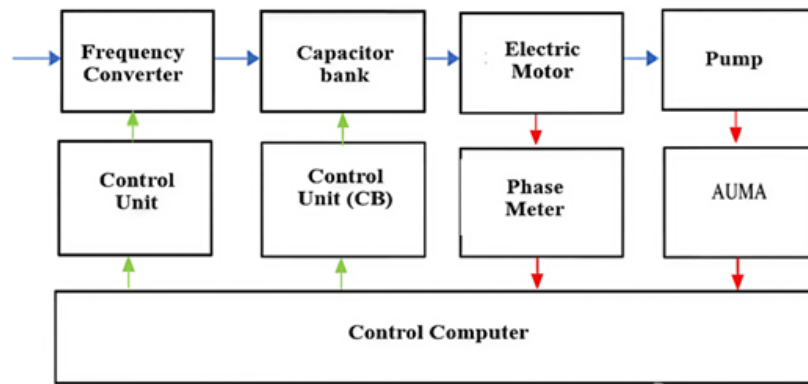 Frequency
Converter
Capacitor
bank
Electric
Motor
Pump
Control
Unit
Control
Unit (CB)
Phase
Meter
AUMA
Control Computer